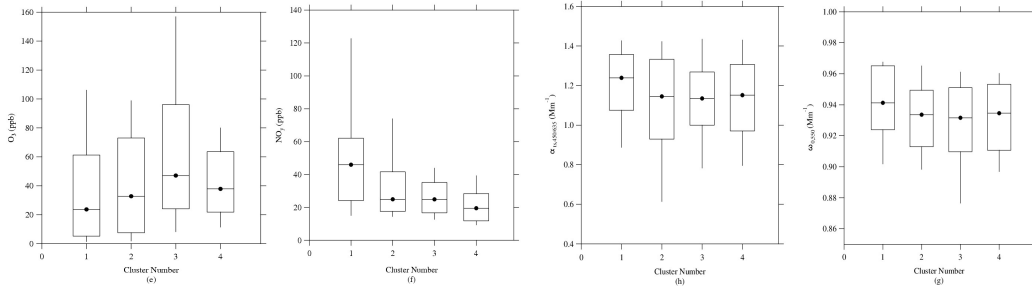 160
140
120
100
80
60
40
20
0
O₃ (ppb)
0 1 2 3 4
Cluster Number
(e)
140
120
100
80
60
40
20
0
NOy (ppb)
0 1 2 3 4
Cluster Number
(f)
1.6
1.4
1.2
1.0
0.8
0.6
0.4
(Mm⁻¹)
0 1 2 3 4
Cluster Number
(h)
1.00
0.98
0.96
0.94
0.92
0.90
0.88
0.86
ω₀,₅₅₀ (Mm⁻¹)
0 1 2 3 4
Cluster Number
(g)